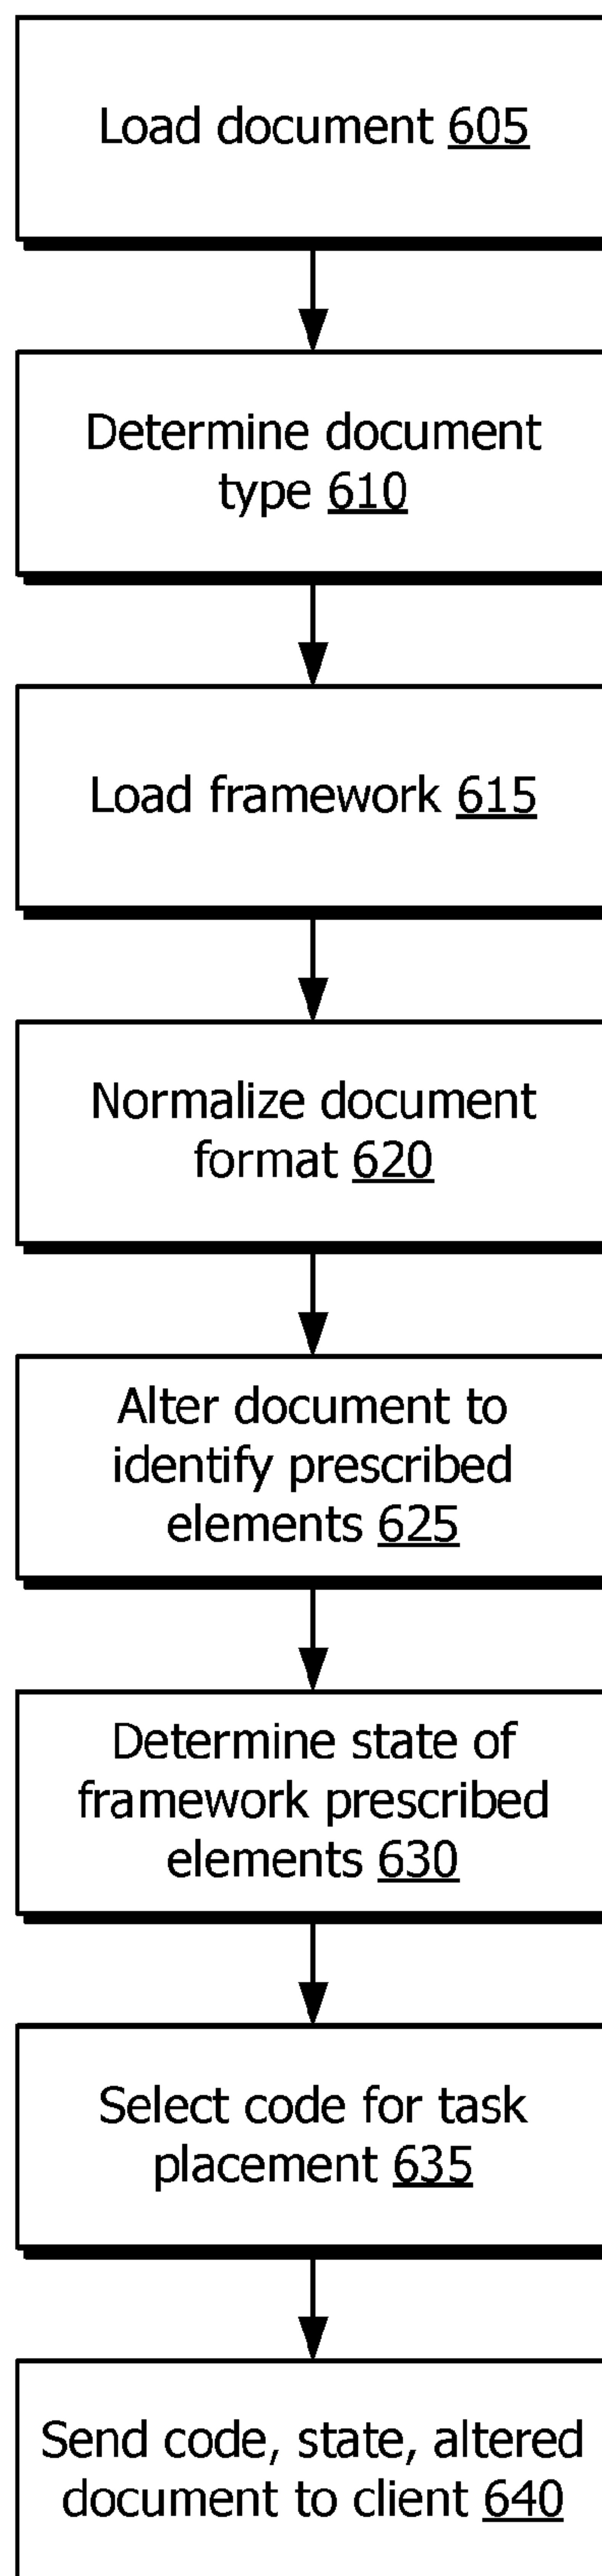 Load document 605
Determine document
type 610
Load framework 615
Normalize document
format 620
Alter document to
identify prescribed
elements 625
Determine state of
framework prescribed
elements 630
Select code for task
placement 635
Send code, state, altered
document to client 640